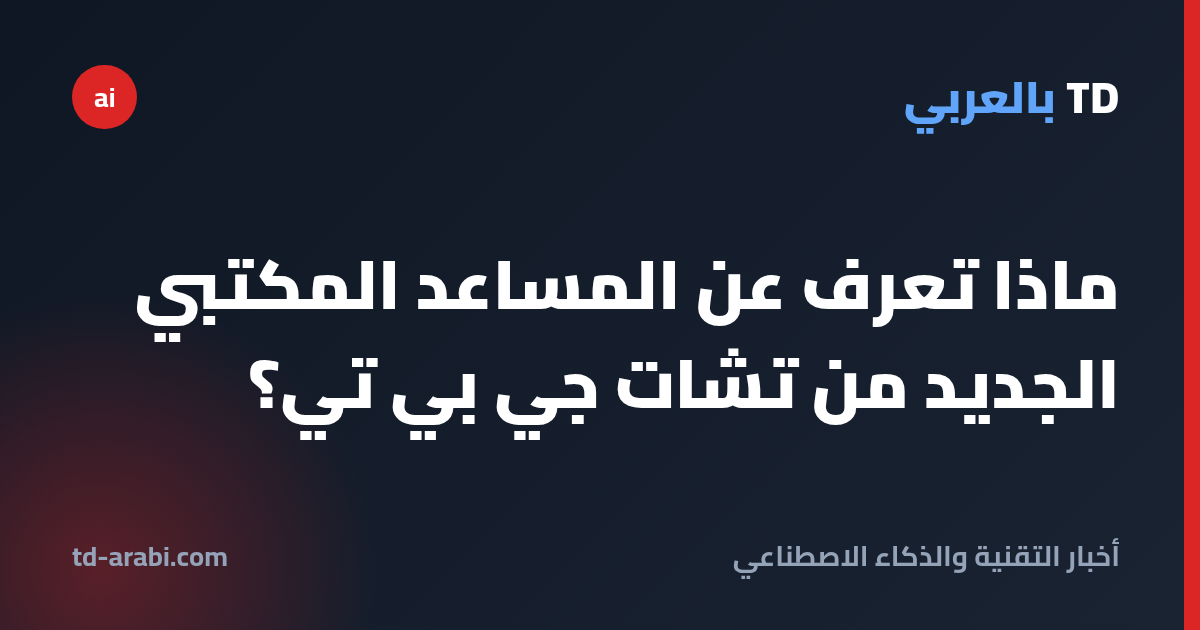 TD بالعربي
ai
ماذا تعرف عن المساعد المكتبي
الجديد من تشات جي بي تي؟
أخبار التقنية والذكاء الاصطناعي
td-arabi.com